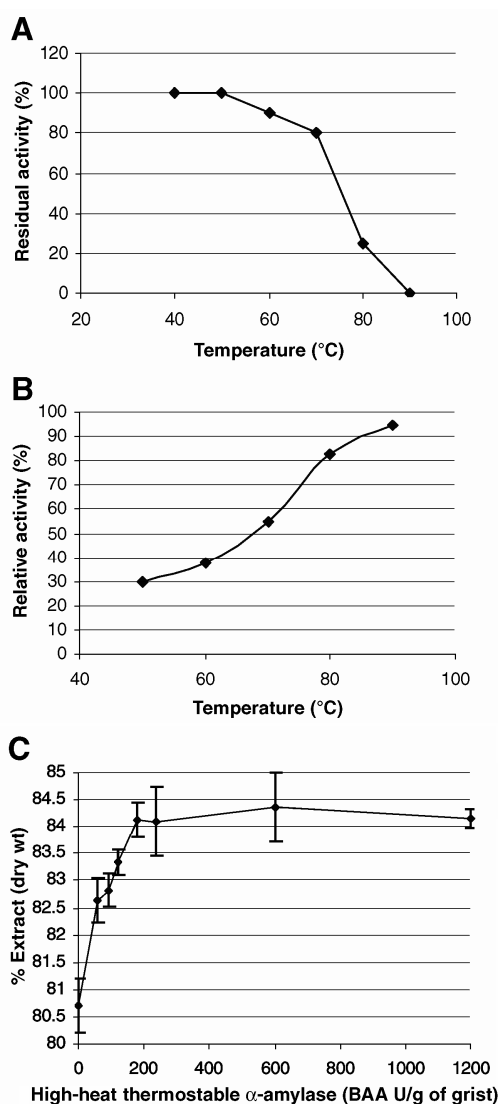 A
120
100
80
60
40
20
0
Residual activity (%)
20 40 60 80 100
Temperature (°C)
B
100
90
80
70
60
50
40
30
20
10
0
Relative activity (%)
40 60 80 100
Temperature (°C)
C
85
84.5
84
83.5
83
82.5
82
81.5
81
80.5
80
% Extract (dry wt)
0 200 400 600 800 1000 1200
High-heat thermostable α-amylase (BAA U/g of grist)